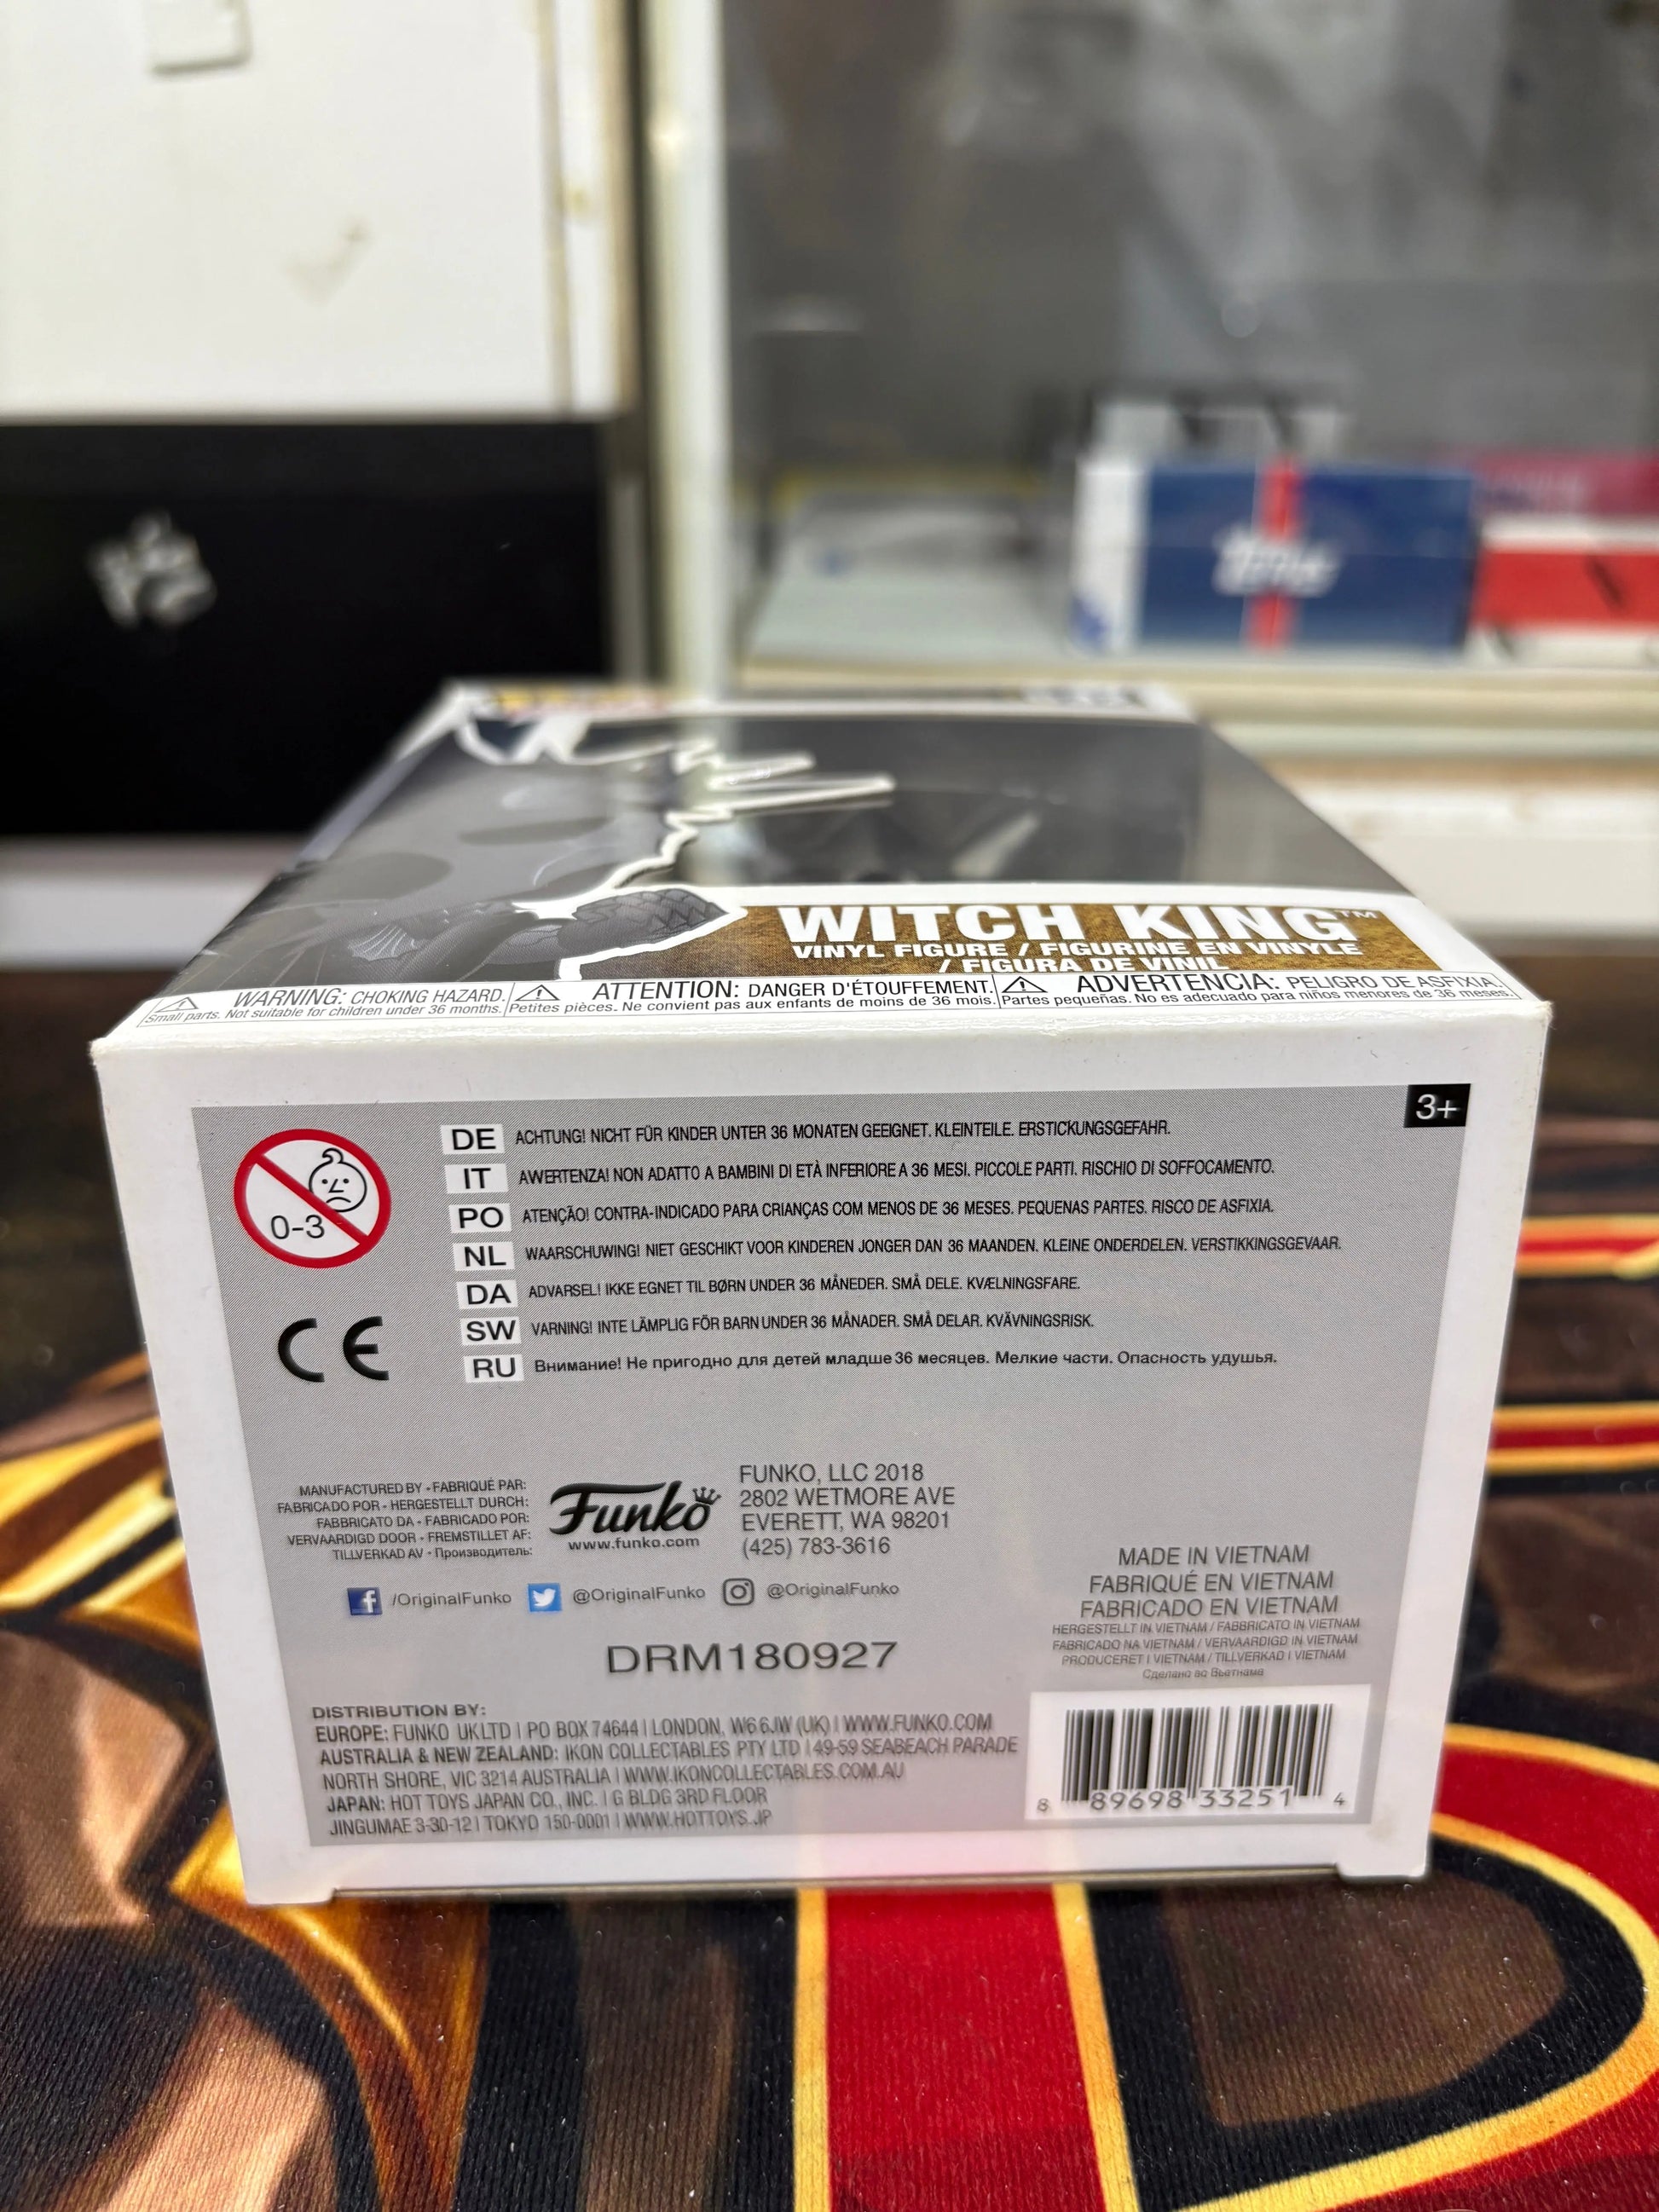 WITCH KING™
VINYL FIGURE / FIGURINE EN VINYLE
/ FIGURA DE VINIL
WARNING: CHOKING HAZARD.
Small parts. Not suitable for children under 36 months.
ATTENTION: DANGER D'ÉTOUFFEMENT.
Petites pièces. Ne convient pas aux enfants de moins de 36 mois.
ADVERTENCIA: PELIGRO DE ASFIXIA.
Partes pequeñas. No es adecuado para niños menores de 36 meses.
3+
0-3
DE ACHTUNG! NICHT FÜR KINDER UNTER 36 MONATEN GEEIGNET. KLEINTEILE. ERSTICKUNGSGEFAHR.
IT AVVERTENZA! NON ADATTO A BAMBINI DI ETÀ INFERIORE A 36 MESI. PICCOLE PARTI. RISCHIO DI SOFFOCAMENTO.
PO ATENÇÃO! CONTRA-INDICADO PARA CRIANÇAS COM MENOS DE 36 MESES. PEQUENAS PARTES. RISCO DE ASFIXIA.
NL WAARSCHUWING! NIET GESCHIKT VOOR KINDEREN JONGER DAN 36 MAANDEN. KLEINE ONDERDELEN. VERSTIKKINGSGEVAAR.
DA ADVARSEL! IKKE EGNET TIL BØRN UNDER 36 MÅNEDER. SMÅ DELE. KVÆLNINGSFARE.
SW VARNING! INTE LÄMPLIG FÖR BARN UNDER 36 MÅNADER. SMÅ DELAR. KVÄVNINGSRISK.
RU Внимание! Не пригодно для детей младше 36 месяцев. Мелкие части. Опасность удушья.
CE
MANUFACTURED BY - FABRIQUÉ PAR:
FABRICADO POR - HERGESTELLT DURCH:
FABBRICATO DA - FABRICADO POR:
VERVAARDIGD DOOR - FREMSTILLET AF:
TILLVERKAD AV - Производитель:
Funko
www.funko.com
FUNKO, LLC 2018
2802 WETMORE AVE
EVERETT, WA 98201
(425) 783-3616
/OriginalFunko @OriginalFunko @OriginalFunko
DRM180927
MADE IN VIETNAM
FABRIQUÉ EN VIETNAM
FABRICADO EN VIETNAM
HERGESTELLT IN VIETNAM / FABBRICATO IN VIETNAM
FABRICADO NA VIETNAM / VERVAARDIGD IN VIETNAM
PRODUCERET I VIETNAM / TILLVERKAD I VIETNAM
Сделано во Вьетнаме
DISTRIBUTION BY:
EUROPE: FUNKO UK LTD | PO BOX 74644 | LONDON, W6 6JW (UK) | WWW.FUNKO.COM
AUSTRALIA & NEW ZEALAND: IKON COLLECTABLES PTY LTD | 49-59 SEABEACH PARADE
NORTH SHORE, VIC 3214 AUSTRALIA | WWW.IKONCOLLECTABLES.COM.AU
JAPAN: HOT TOYS JAPAN CO., INC. | G BLDG 3RD FLOOR
JINGUMAE 3-30-12 | TOKYO 150-0001 | WWW.HOTTOYS.JP
8 89698 33251 4